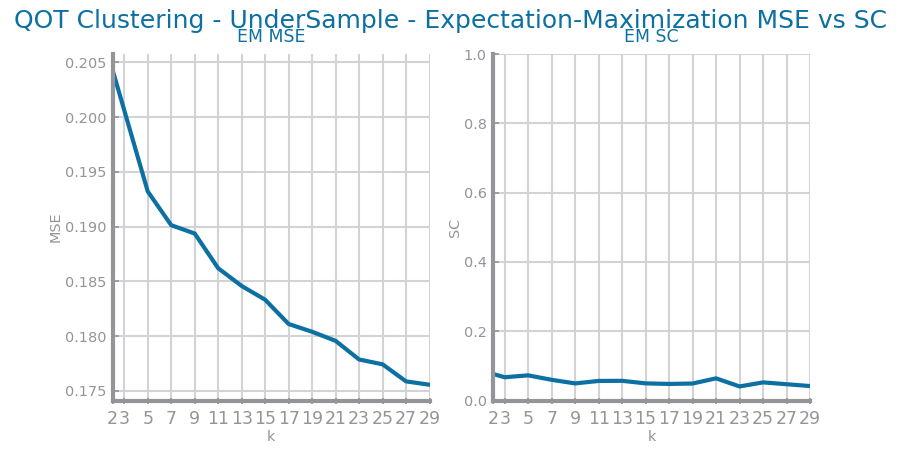 QOT Clustering - UnderSample - Expectation-Maximization MSE vs SC
EM MSE
0.205
0.200
0.195
0.190
0.185
0.180
0.175
MSE
2 3 5 7 9 11 13 15 17 19 21 23 25 27 29
k
EM SC
1.0
0.8
0.6
0.4
0.2
0.0
SC
2 3 5 7 9 11 13 15 17 19 21 23 25 27 29
k